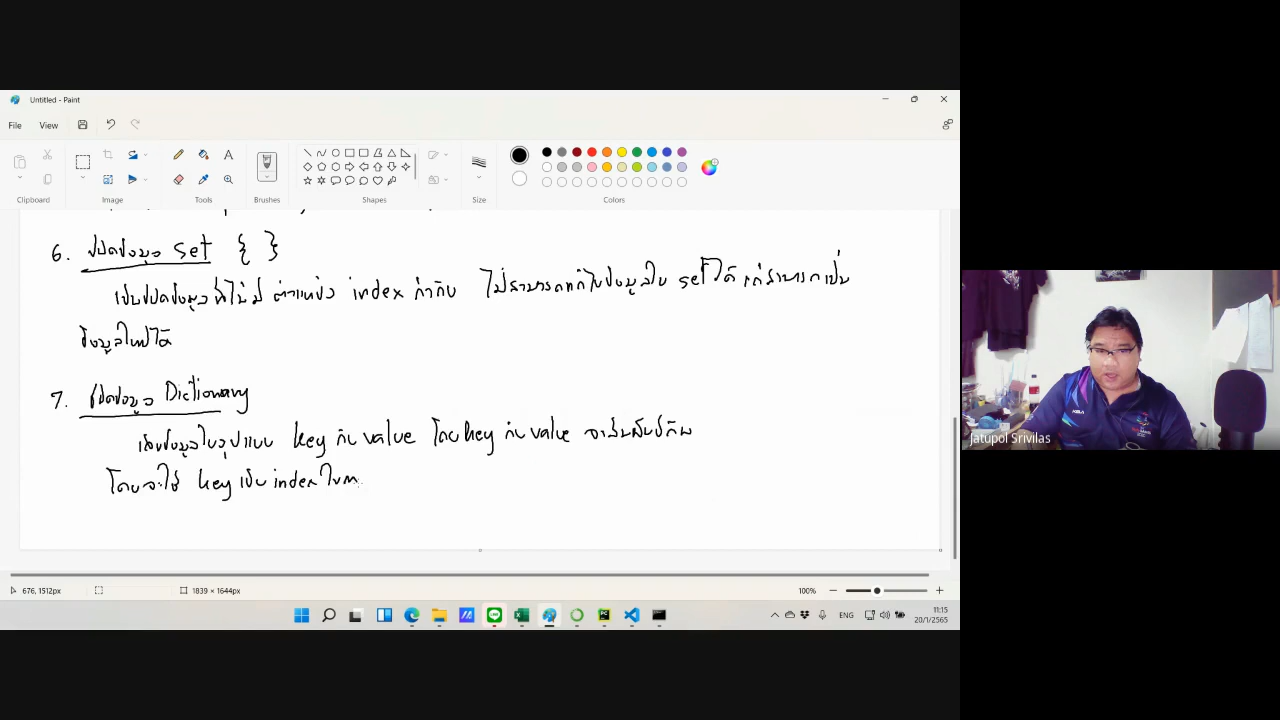 Untitled - Paint
File View
Clipboard Image Tools Brushes Shapes Size Colors
6. ชนิดข้อมูล set { }
เป็นชนิดข้อมูลที่ไม่มี ตำแหน่ง index กำกับ ไม่สามารถแก้ไขข้อมูลใน set ได้ แต่สามารถเพิ่ม
ข้อมูลใหม่ได้
7. ชนิดข้อมูล Dictionary
เก็บข้อมูลในรูปแบบ key กับ value โดย key กับ value จะสัมพันธ์กัน
โดยจะใช้ key เป็น index ในก
Jatupol Srivilas
676, 1512px 1839 × 1644px 100%
ENG 11:15
20/1/2565